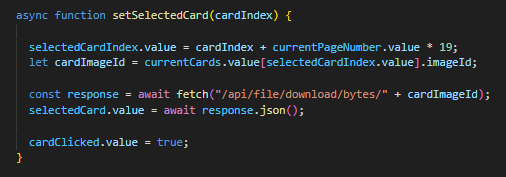 async function setSelectedCard(cardIndex) {
selectedCardIndex.value = cardIndex + currentPageNumber.value * 19;
let cardImageId = currentCards.value[selectedCardIndex.value].imageId;
const response = await fetch("/api/file/download/bytes/" + cardImageId);
selectedCard.value = await response.json();
cardClicked.value = true;
}